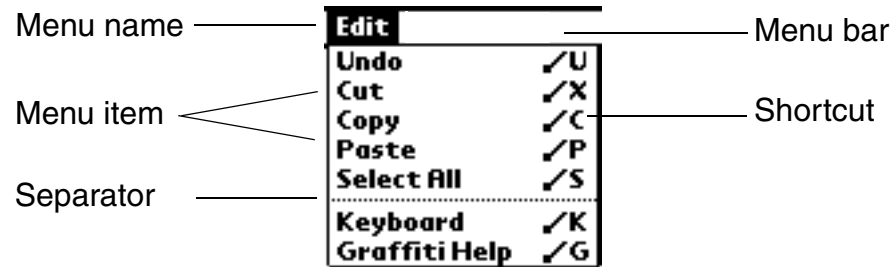 Menu name
Edit
Menu bar
Undo ⟋U
Cut ⟋X
Menu item
Copy ⟋C
Shortcut
Paste ⟋P
Select All ⟋S
Separator
Keyboard ⟋K
Graffiti Help ⟋G